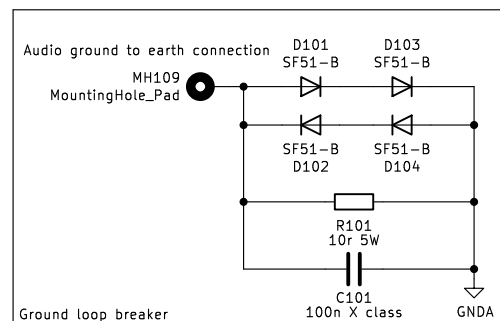 Audio ground to earth connection
MH109
MountingHole_Pad
D101
SF51-B
D103
SF51-B
SF51-B
D102
SF51-B
D104
R101
10r 5W
C101
100n X class
GNDA
Ground loop breaker